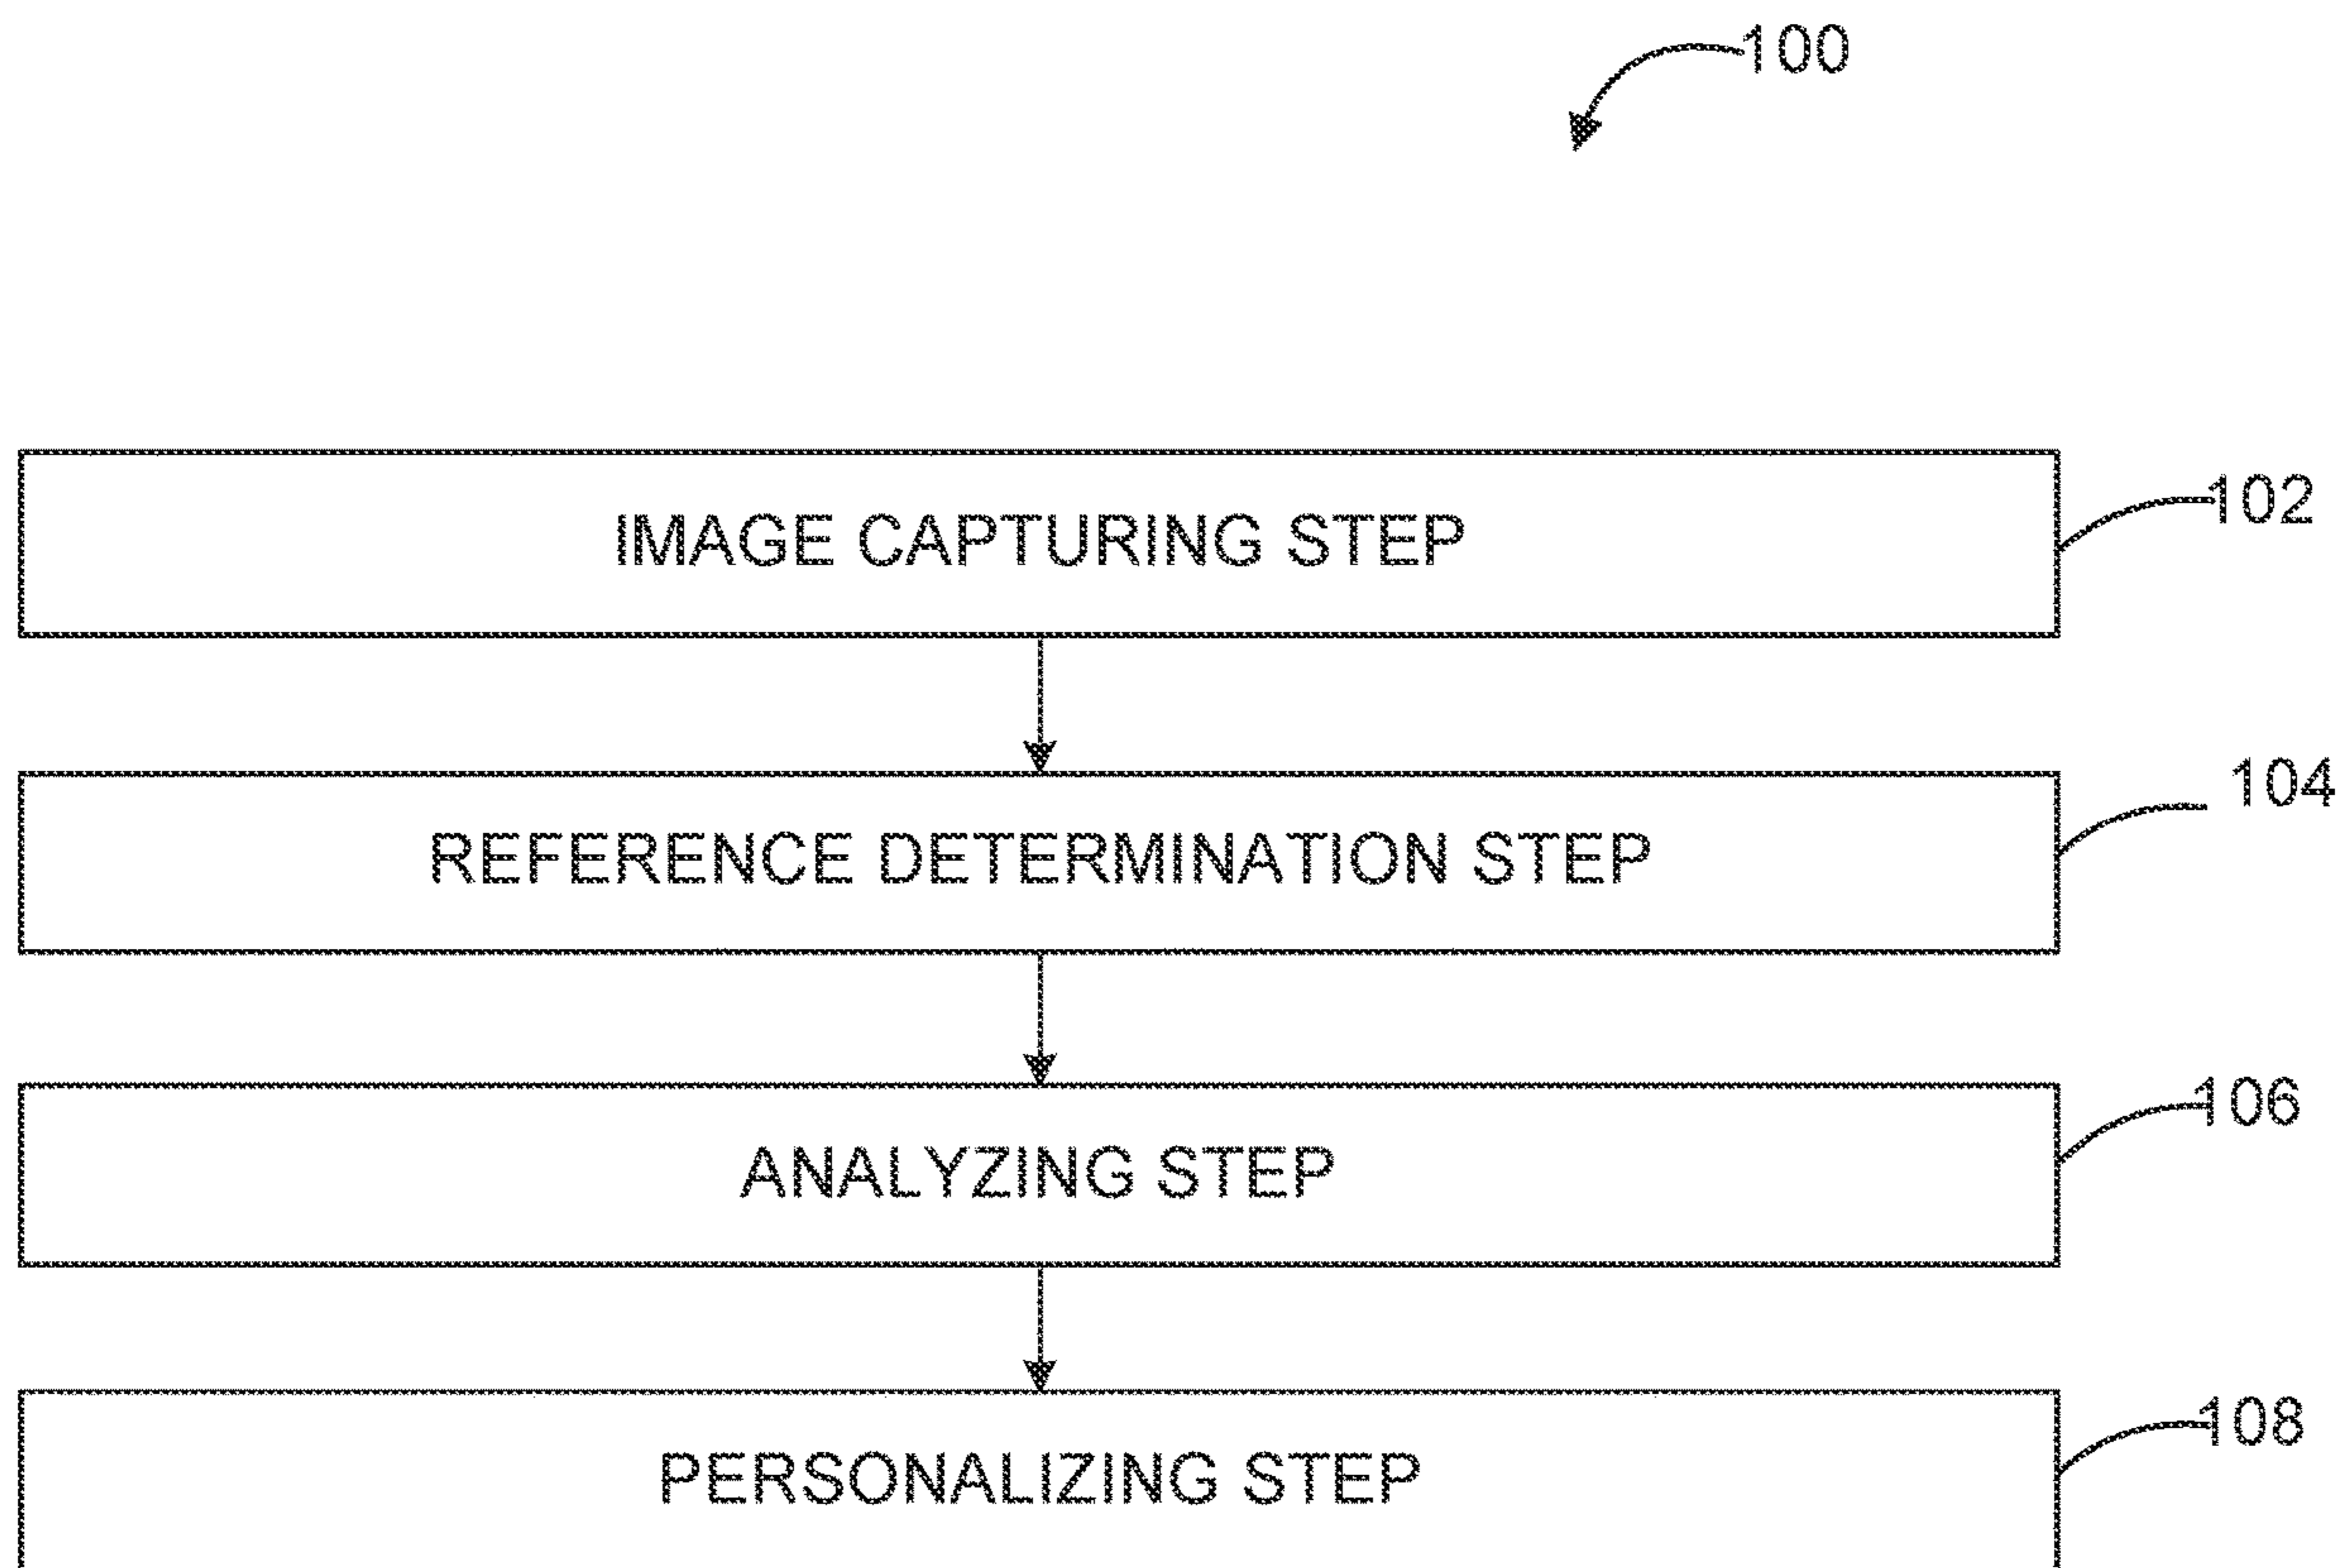 100
IMAGE CAPTURING STEP
102
REFERENCE DETERMINATION STEP
104
ANALYZING STEP
106
PERSONALIZING STEP
108